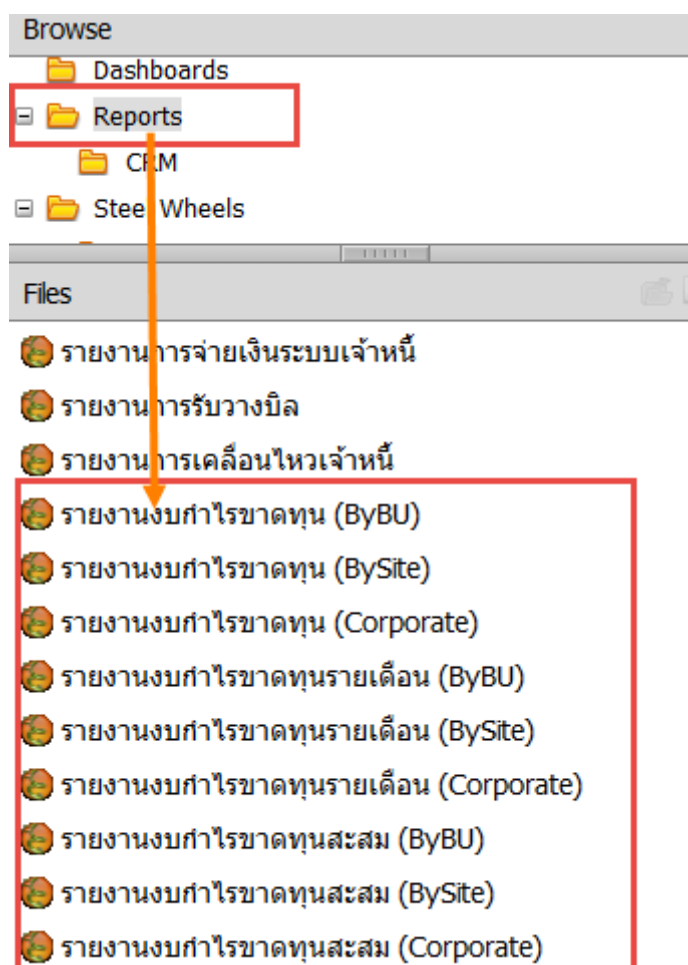 Browse
Dashboards
Reports
CRM
Steel Wheels
Files
รายงานการจ่ายเงินระบบเจ้าหนี้
รายงานการรับวางบิล
รายงานการเคลื่อนไหวเจ้าหนี้
รายงานงบกำไรขาดทุน (ByBU)
รายงานงบกำไรขาดทุน (BySite)
รายงานงบกำไรขาดทุน (Corporate)
รายงานงบกำไรขาดทุนรายเดือน (ByBU)
รายงานงบกำไรขาดทุนรายเดือน (BySite)
รายงานงบกำไรขาดทุนรายเดือน (Corporate)
รายงานงบกำไรขาดทุนสะสม (ByBU)
รายงานงบกำไรขาดทุนสะสม (BySite)
รายงานงบกำไรขาดทุนสะสม (Corporate)